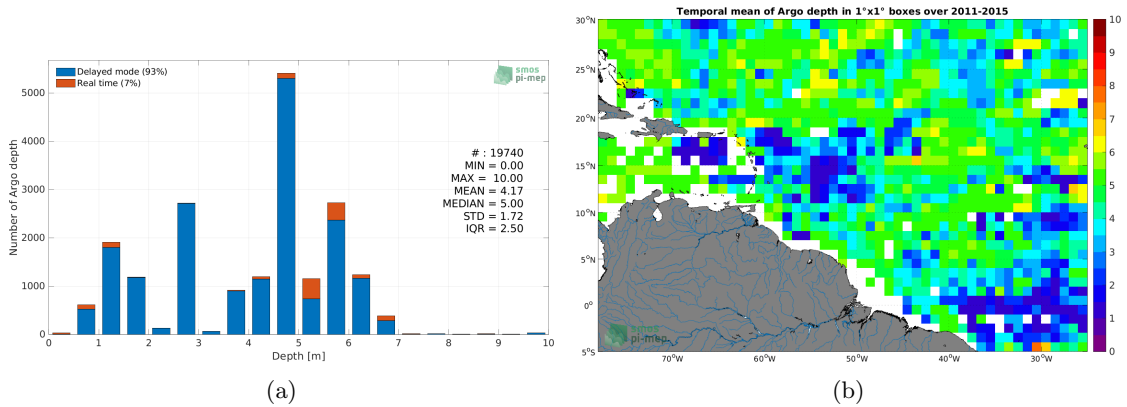 Delayed mode (93%)
Real time (7%)
smos
pi-mep
5000
4000
3000
2000
1000
0
Number of Argo depth
# : 19740
MIN = 0.00
MAX = 10.00
MEAN = 4.17
MEDIAN = 5.00
STD = 1.72
IQR = 2.50
0 1 2 3 4 5 6 7 8 9 10
Depth [m]
(a)
Temporal mean of Argo depth in 1°x1° boxes over 2011-2015
30°N
25°N
20°N
15°N
10°N
5°N
0°
5°S
70°W 60°W 50°W 40°W 30°W
smos
pi-mep
10
9
8
7
6
5
4
3
2
1
0
(b)